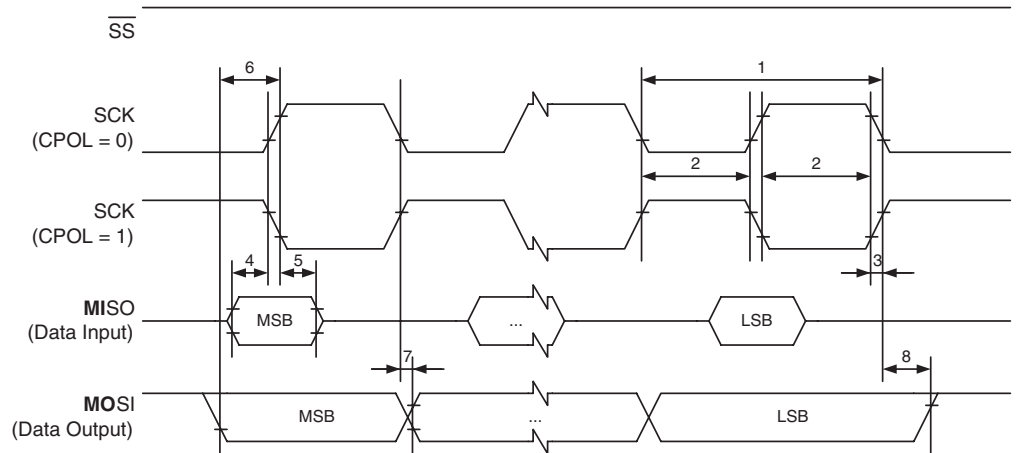 SS
6
1
SCK
(CPOL = 0)
2
2
SCK
(CPOL = 1)
4
5
3
MISO
(Data Input)
MSB
...
LSB
7
8
MOSI
(Data Output)
MSB
...
LSB